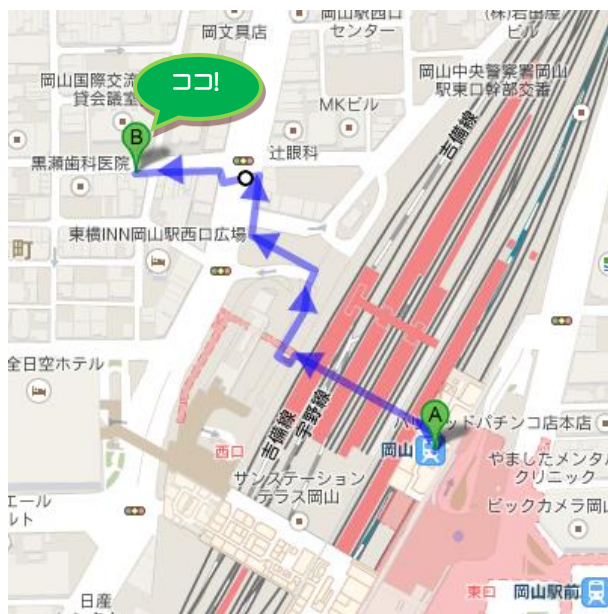 岡文具店
岡山駅西口
センター
(株)岩田屋
ビル
岡山国際交流
貸会議室
ココ!
岡山中央警察署岡山
駅東口幹部交番
MKビル
吉備線
B
辻眼科
黒瀬歯科医院
東横INN岡山駅西口広場
町
全日空ホテル
A
ッドパチンコ店本店
吉備線
宇野線
西口
岡山
やましたメンタル
クリニック
サンステーション
テラス岡山
ビックカメラ岡山
エール
ルト
日産
東口
岡山駅前